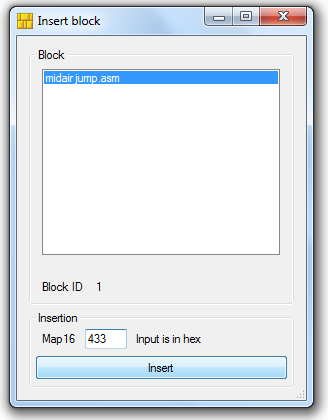 Insert block
Block
midair jump.asm
Block ID 1
Insertion
Map16 433 Input is in hex
Insert